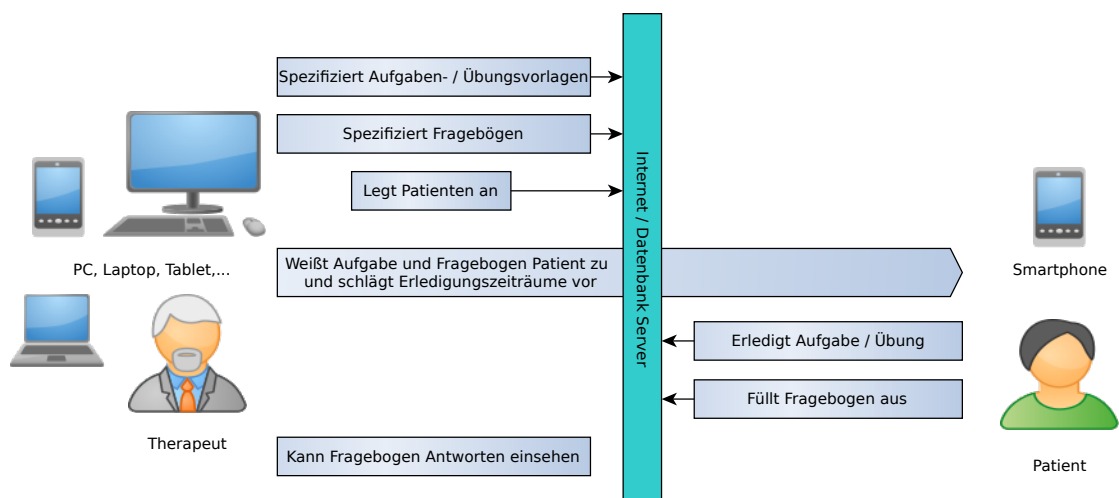 Spezifiziert Aufgaben- / Übungsvorlagen
Spezifiziert Fragebögen
Legt Patienten an
PC, Laptop, Tablet,...
Weißt Aufgabe und Fragebogen Patient zu
und schlägt Erledigungszeiträume vor
Internet / Datenbank Server
Smartphone
Erledigt Aufgabe / Übung
Füllt Fragebogen aus
Therapeut
Kann Fragebogen Antworten einsehen
Patient